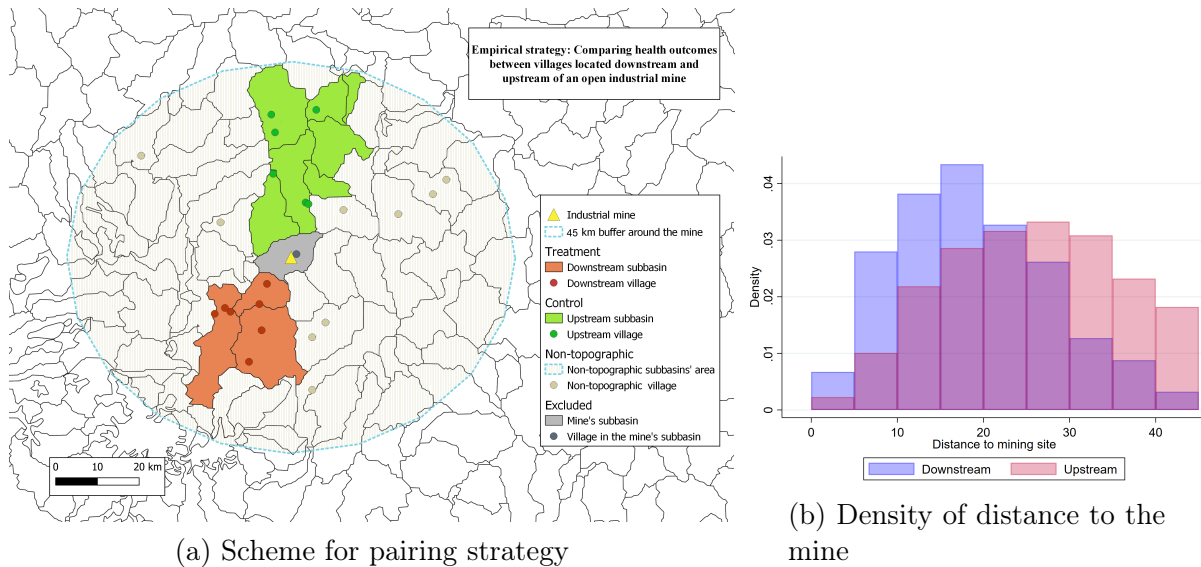 Empirical strategy: Comparing health outcomes
between villages located downstream and
upstream of an open industrial mine
Industrial mine
45 km buffer around the mine
Treatment
Downstream subbasin
Downstream village
Control
Upstream subbasin
Upstream village
Non-topographic
Non-topographic subbasins' area
Non-topographic village
Excluded
Mine's subbasin
Village in the mine's subbasin
0 10 20 km
(a) Scheme for pairing strategy
Density
.04
.03
.02
.01
0
0 10 20 30 40
Distance to mining site
Downstream Upstream
(b) Density of distance to the
mine